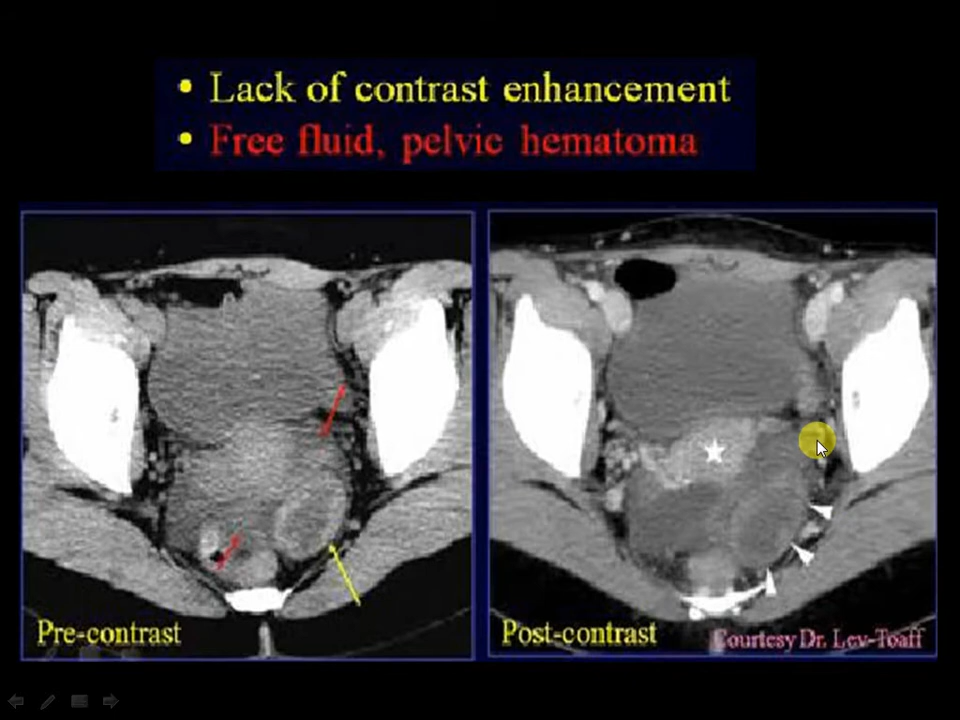 • Lack of contrast enhancement
• Free fluid, pelvic hematoma
Pre-contrast
Post-contrast
Courtesy Dr. Lev-Toaff